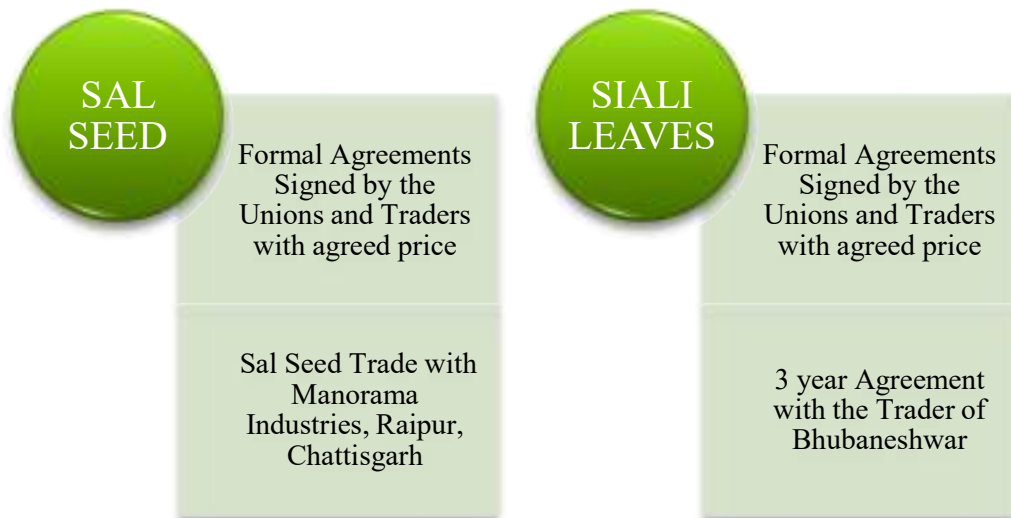 SAL
SEED
Formal Agreements
Signed by the
Unions and Traders
with agreed price
Sal Seed Trade with
Manorama
Industries, Raipur,
Chattisgarh
SIALI
LEAVES
Formal Agreements
Signed by the
Unions and Traders
with agreed price
3 year Agreement
with the Trader of
Bhubaneshwar